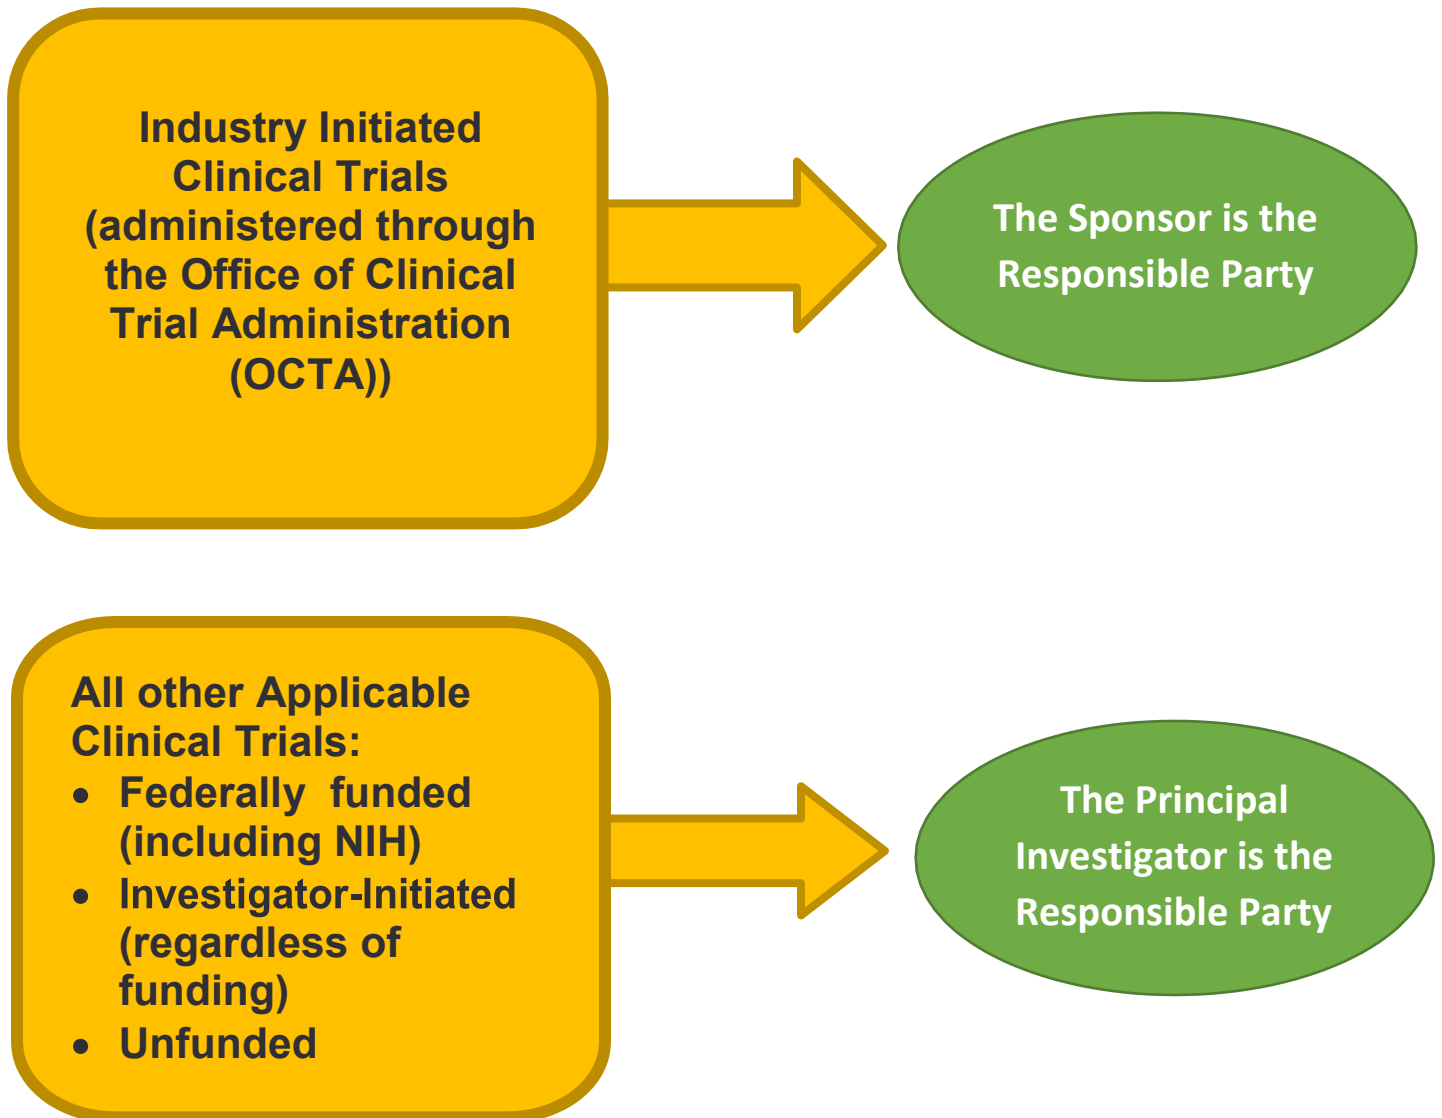 Industry Initiated
Clinical Trials
(administered through
the Office of Clinical
Trial Administration
(OCTA))
The Sponsor is the
Responsible Party
All other Applicable
Clinical Trials:
• Federally  funded
(including NIH)
• Investigator-Initiated
(regardless of
funding)
• Unfunded
The Principal
Investigator is the
Responsible Party